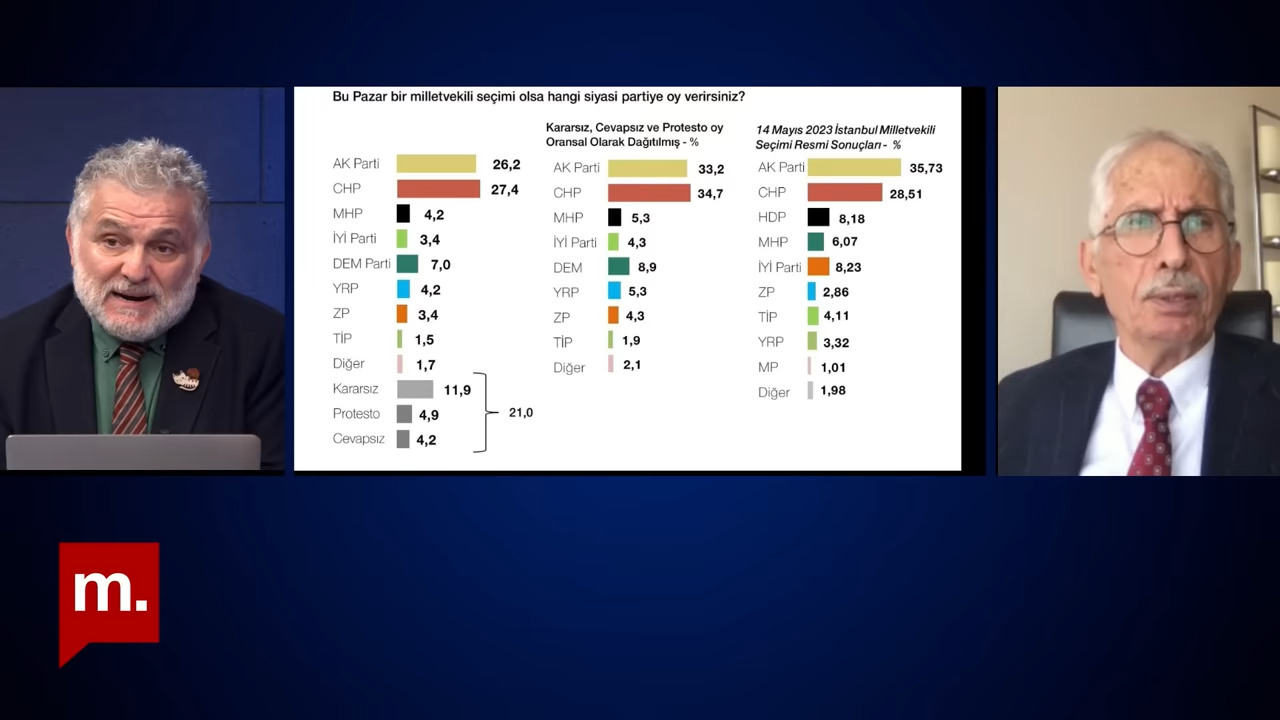 Bu Pazar bir milletvekili seçimi olsa hangi siyasi partiye oy verirsiniz?
AK Parti 26,2
CHP 27,4
MHP 4,2
İYİ Parti 3,4
DEM Parti 7,0
YRP 4,2
ZP 3,4
TİP 1,5
Diğer 1,7
Kararsız 11,9
Protesto 4,9
Cevapsız 4,2
21,0
Kararsız, Cevapsız ve Protesto oy
Oransal Olarak Dağıtılmış - %
AK Parti 33,2
CHP 34,7
MHP 5,3
İYİ Parti 4,3
DEM 8,9
YRP 5,3
ZP 4,3
TİP 1,9
Diğer 2,1
14 Mayıs 2023 İstanbul Milletvekili
Seçimi Resmi Sonuçları - %
AK Parti 35,73
CHP 28,51
HDP 8,18
MHP 6,07
İYİ Parti 8,23
ZP 2,86
TİP 4,11
YRP 3,32
MP 1,01
Diğer 1,98
m.